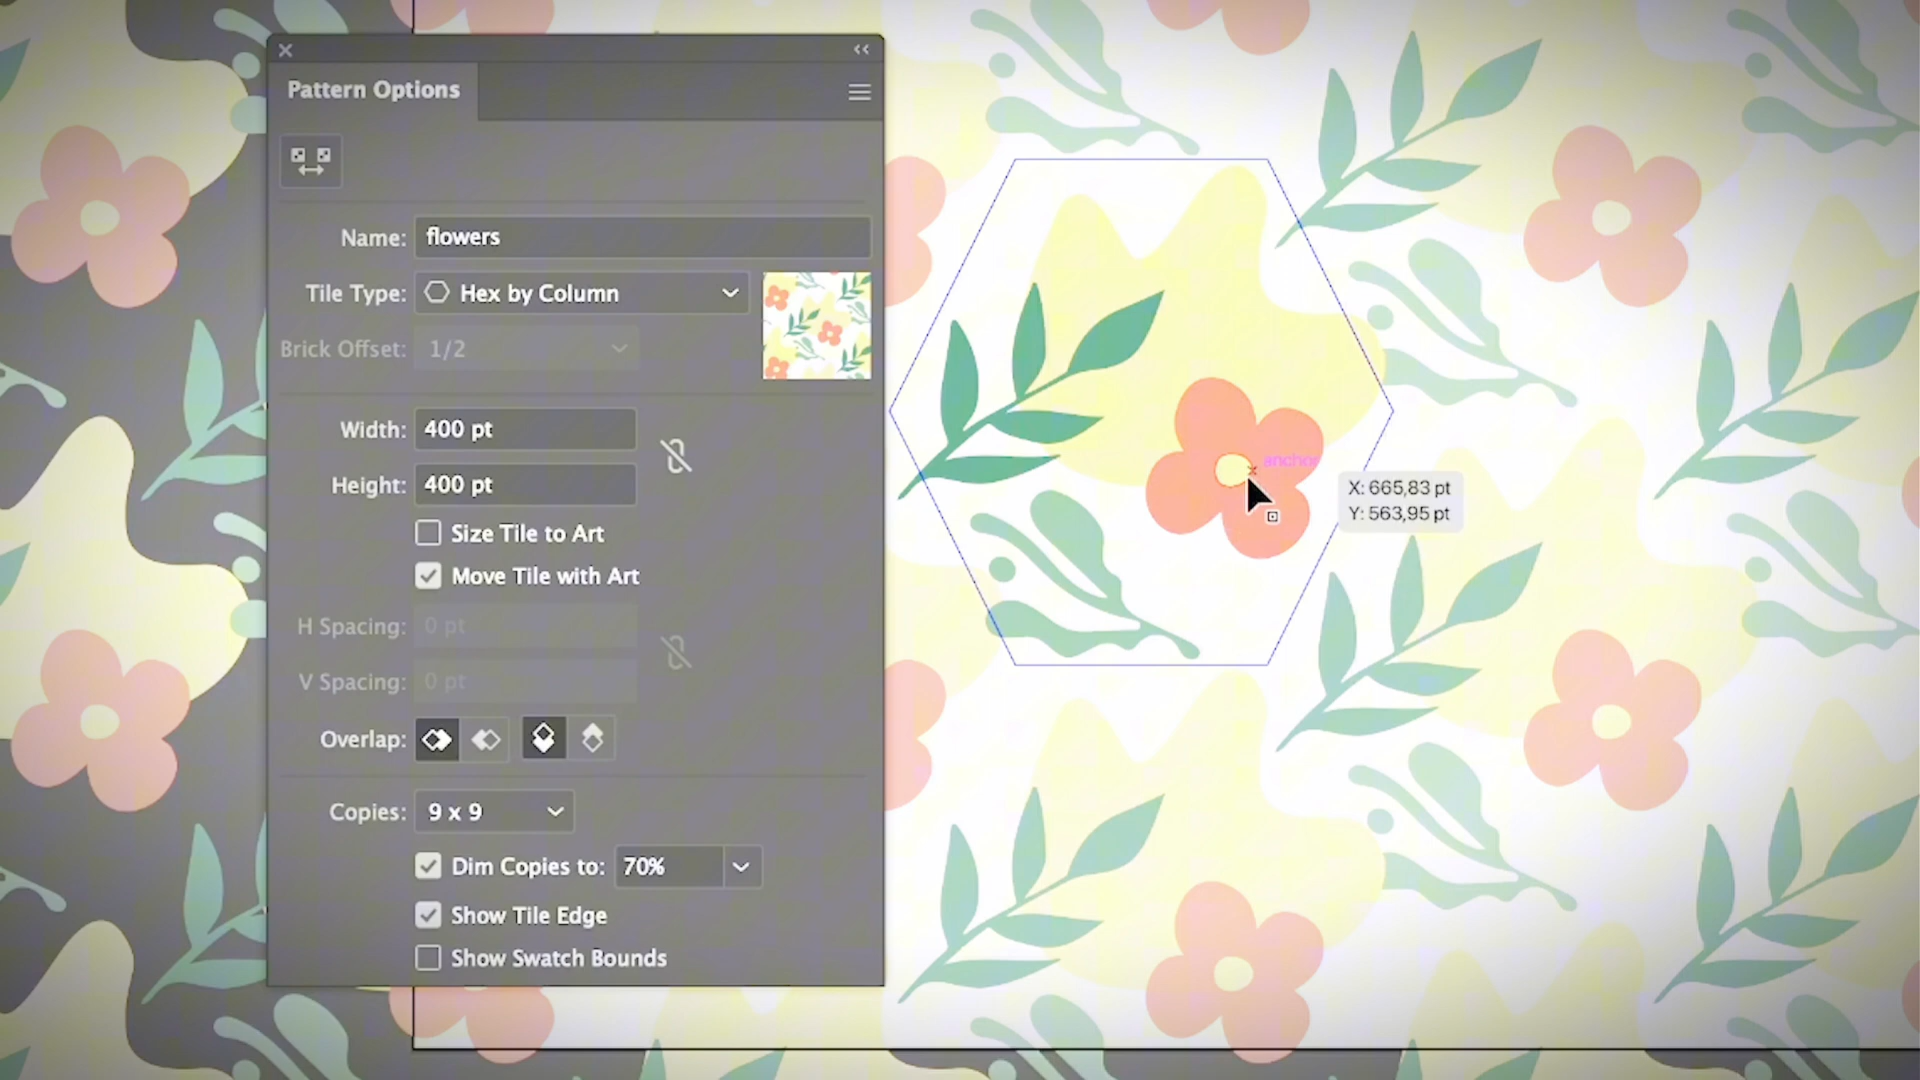 Pattern Options
Name: flowers
Tile Type: Hex by Column
Brick Offset: 1/2
Width: 400 pt
Height: 400 pt
Size Tile to Art
Move Tile with Art
H Spacing: 0 pt
V Spacing: 0 pt
Overlap:
Copies: 9 x 9
Dim Copies to: 70%
Show Tile Edge
Show Swatch Bounds
anchor
X: 665,83 pt
Y: 563,95 pt